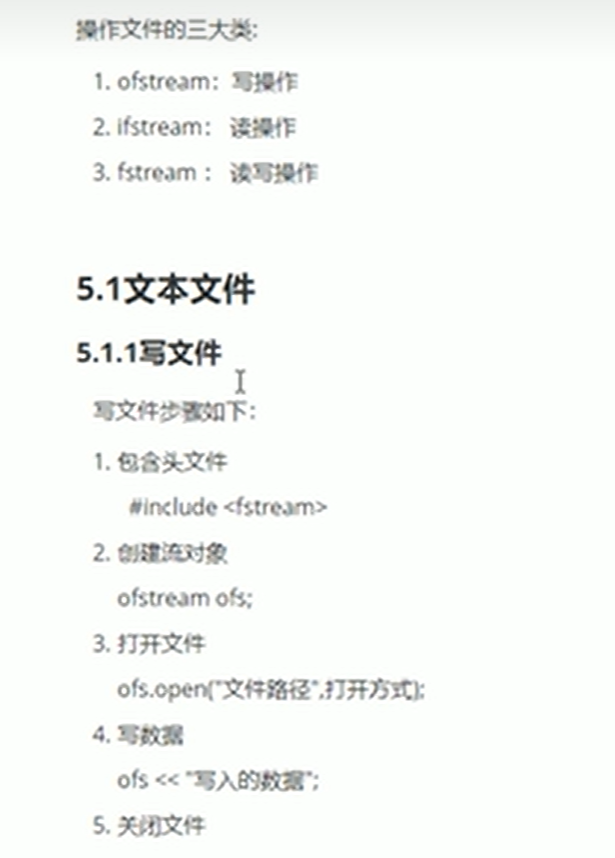 操作文件的三大类:
1. ofstream：写操作
2. ifstream： 读操作
3. fstream ： 读写操作
5.1文本文件
5.1.1写文件
写文件步骤如下：
1. 包含头文件
#include <fstream>
2. 创建流对象
ofstream ofs;
3. 打开文件
ofs.open("文件路径",打开方式);
4. 写数据
ofs << "写入的数据";
5. 关闭文件